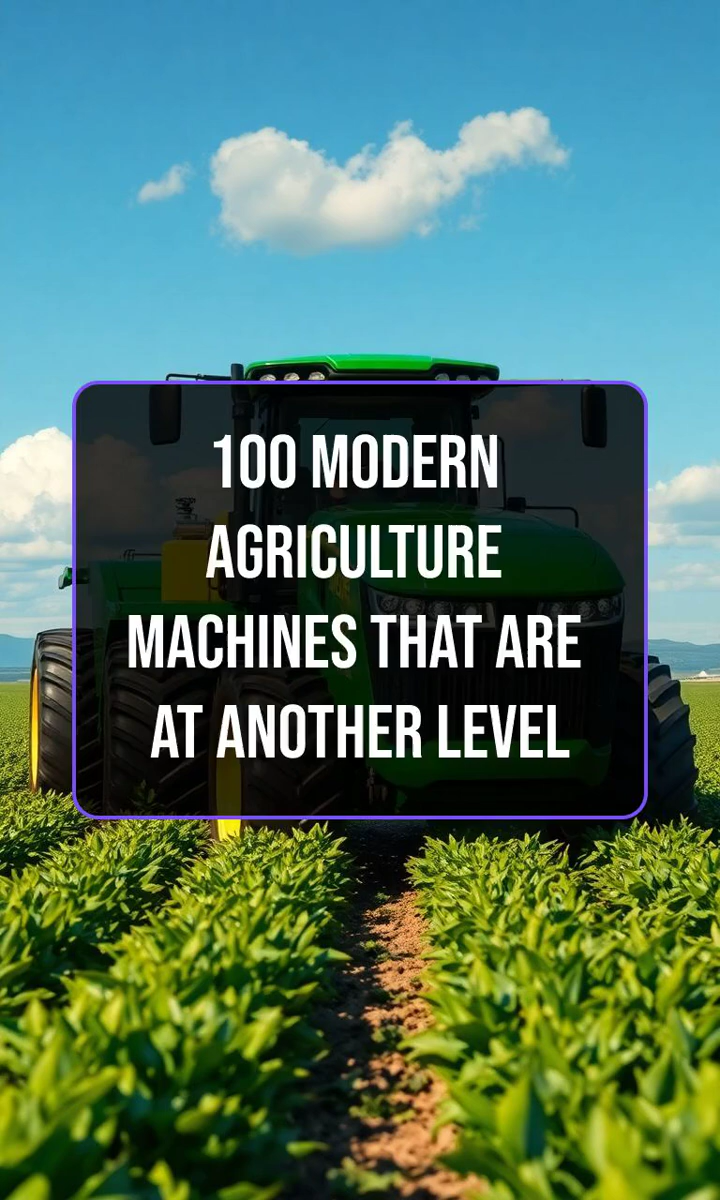 100 MODERN
AGRICULTURE
MACHINES THAT ARE
AT ANOTHER LEVEL